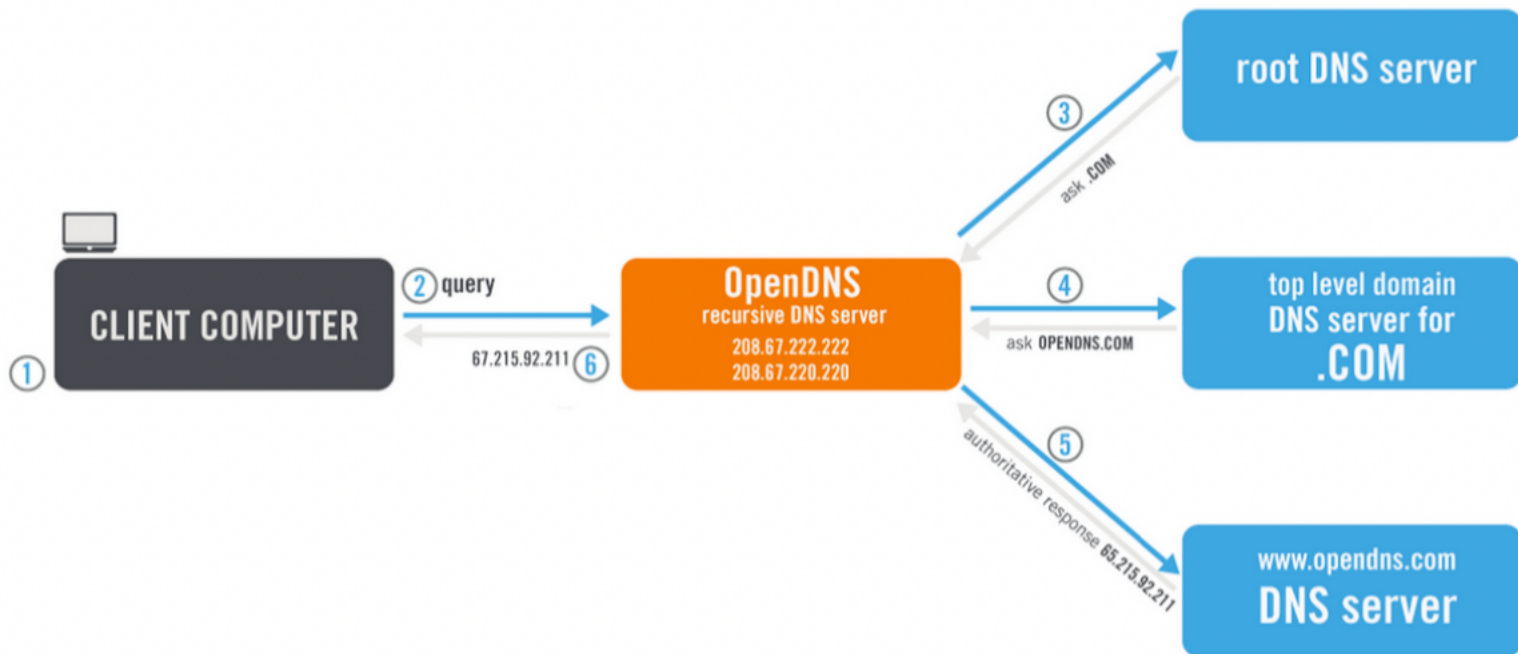 root DNS server
3
ask .COM
2 query
CLIENT COMPUTER
1
67.215.92.211 6
OpenDNS
recursive DNS server
208.67.222.222
208.67.220.220
4
ask OPENDNS.COM
top level domain
DNS server for
.COM
5
authoritative response 65.215.92.211
www.opendns.com
DNS server